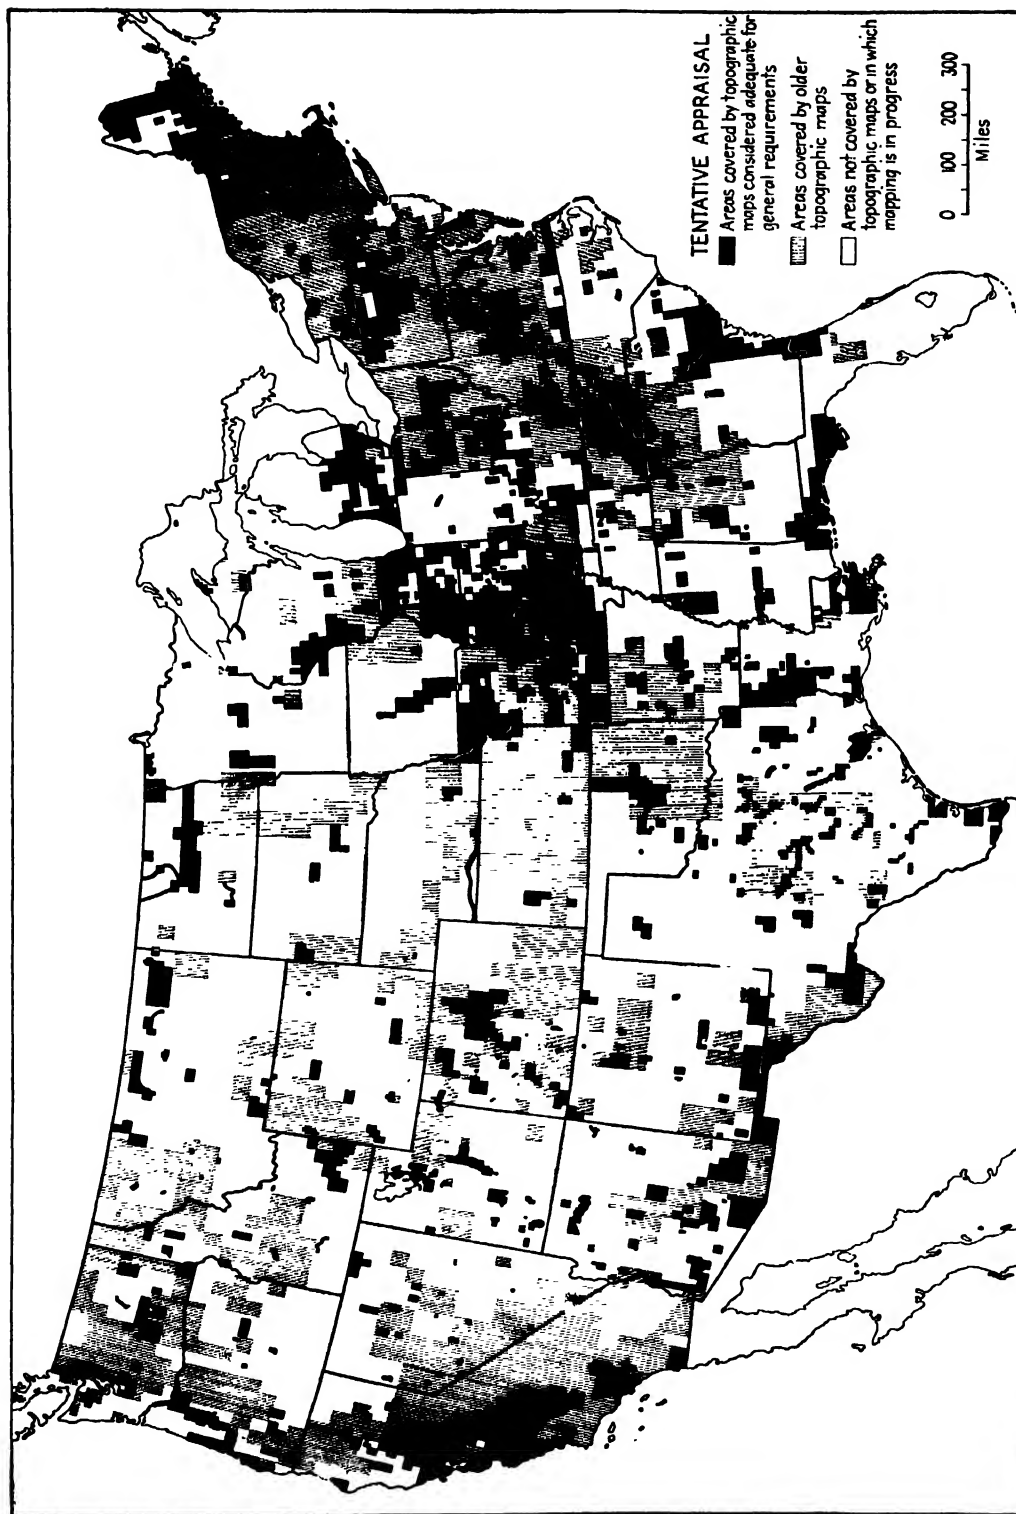 TENTATIVE APPRAISAL
Areas covered by topographic
maps considered adequate for
general requirements
Areas covered by older
topographic maps
Areas not covered by
topographic maps or in which
mapping is in progress
0 100 200 300
Miles